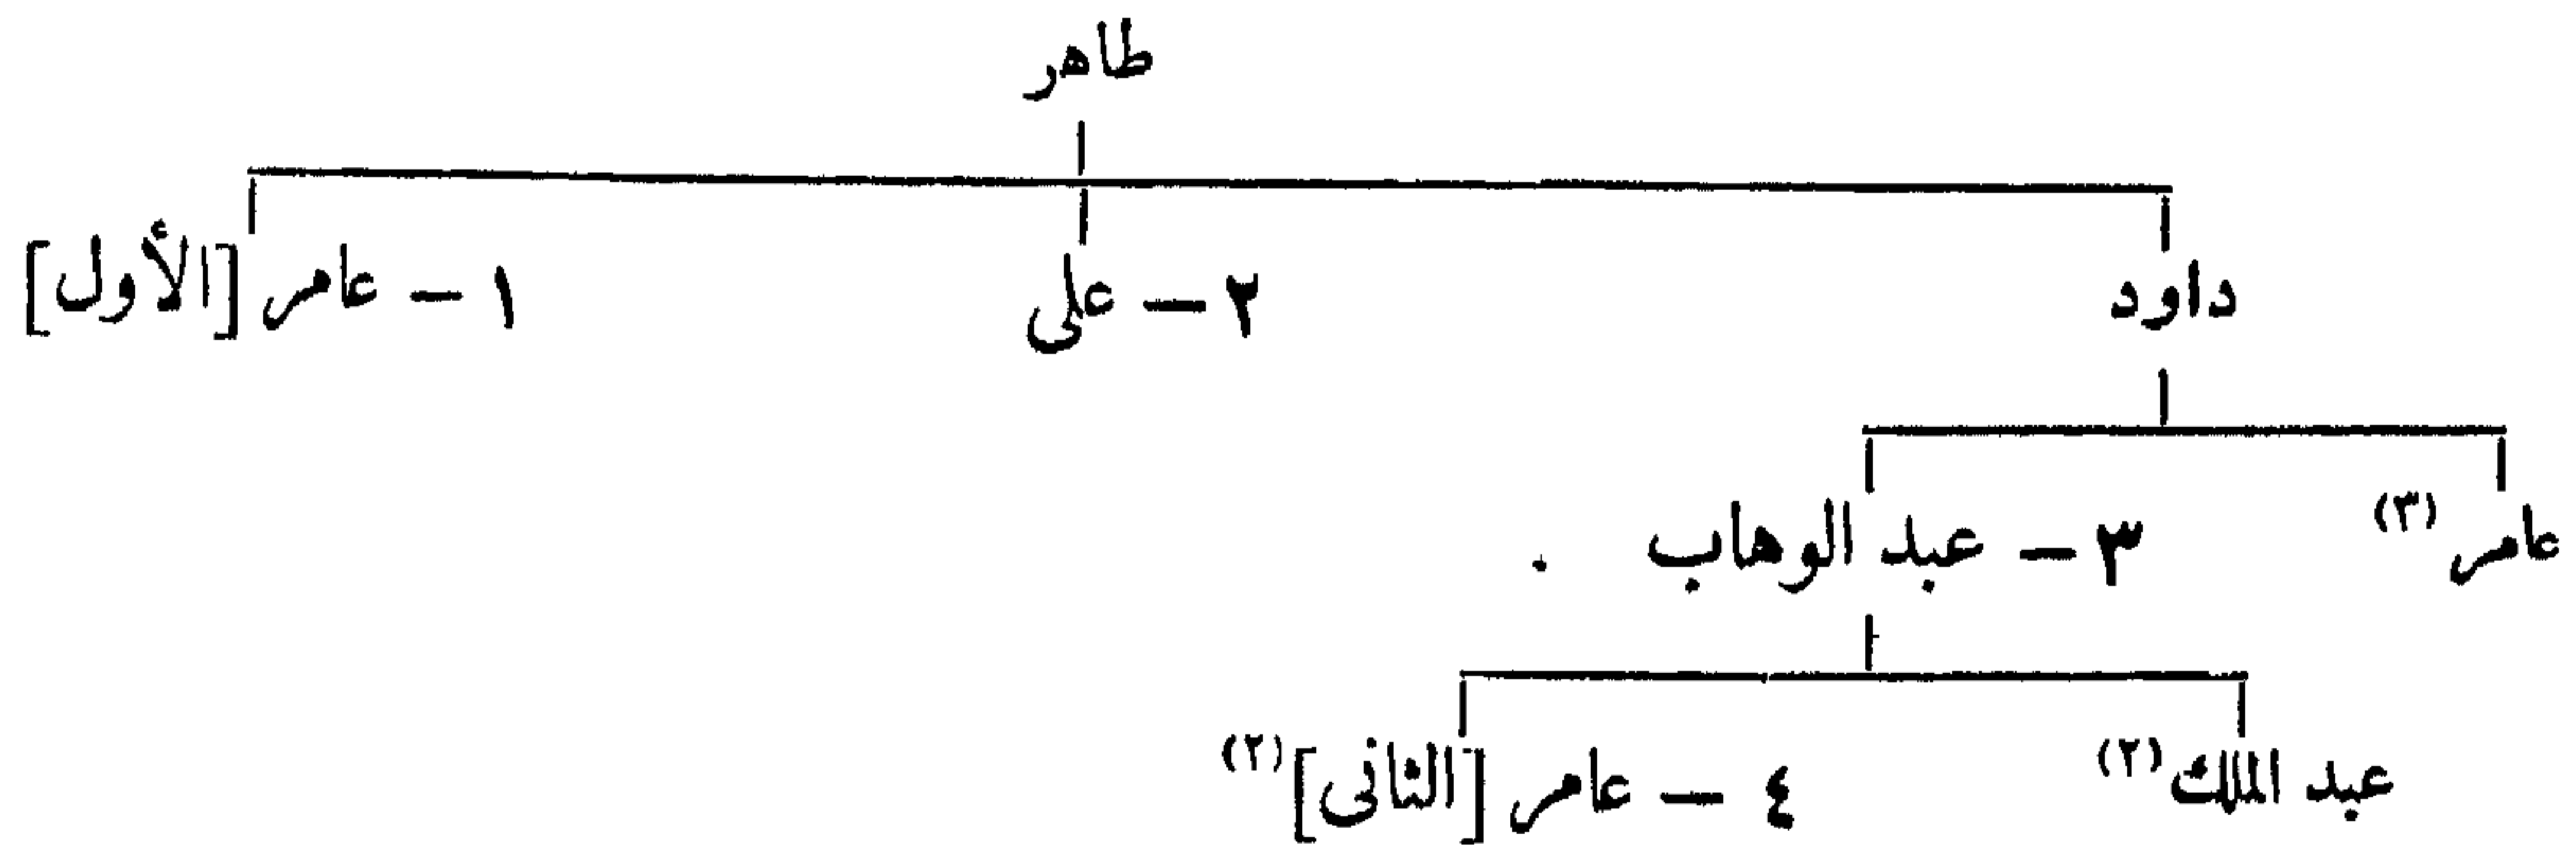 طاهر
داود ٢ – على ١ – عامر [الأول]
عامر (٣) ٣ – عبد الوهاب .
عبد الملك (٢) ٤ – عامر [الثانى] (٢)